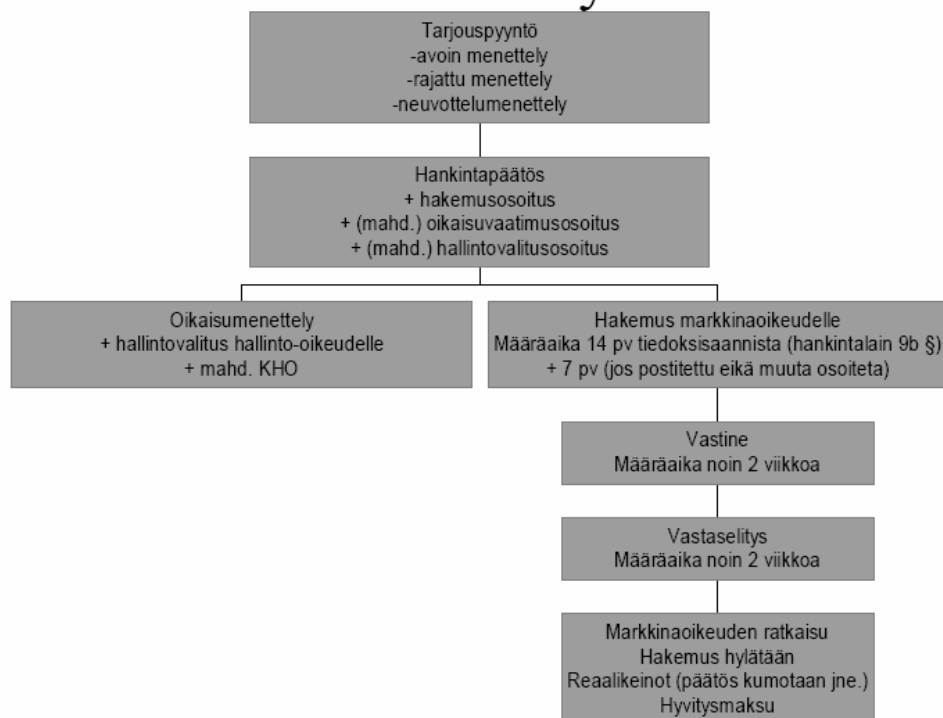 Tarjouspyyntö
-avoin menettely
-rajattu menettely
-neuvottelumenettely
Hankintapäätös
+ hakemusosoitus
+ (mahd.) oikaisuvaatimusosoitus
+ (mahd.) hallintovalitusosoitus
Oikaisumenettely
+ hallintovalitus hallinto-oikeudelle
+ mahd. KHO
Hakemus markkinaoikeudelle
Määräaika 14 pv tiedoksisaannista (hankintalain 9b §)
+ 7 pv (jos postitettu eikä muuta osoiteta)
Vastine
Määräaika noin 2 viikkoa
Vastaselitys
Määräaika noin 2 viikkoa
Markkinaoikeuden ratkaisu
Hakemus hylätään
Reaalikeinot (päätös kumotaan jne.)
Hyvitysmaksu